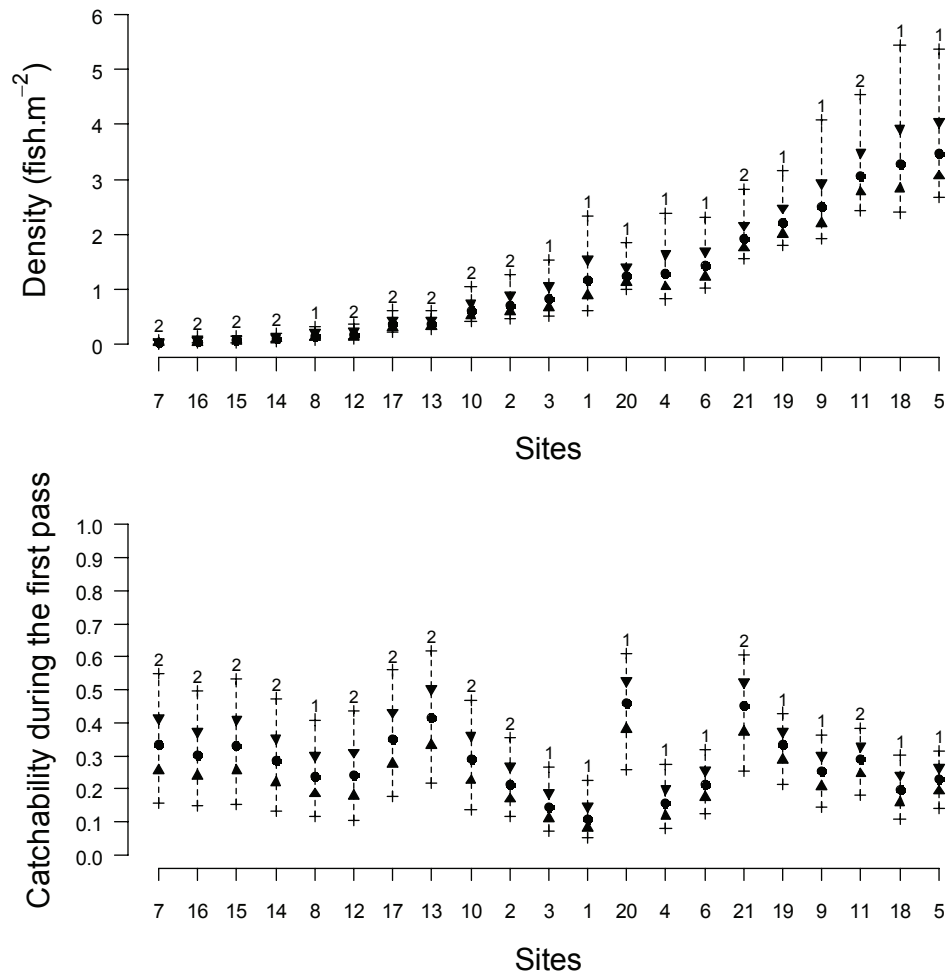 Density (fish.m−2)
6
5
4
3
2
1
0
2 2 2 2 1 2 2 2 2 2 1 1 1 1 1 2 1 1 2 1 1
7 16 15 14 8 12 17 13 10 2 3 1 20 4 6 21 19 9 11 18 5
Sites
Catchability during the first pass
1.0
0.9
0.8
0.7
0.6
0.5
0.4
0.3
0.2
0.1
0.0
2 2 2 2 1 2 2 2 2 2 1 1 1 1 1 2 1 1 2 1 1
7 16 15 14 8 12 17 13 10 2 3 1 20 4 6 21 19 9 11 18 5
Sites